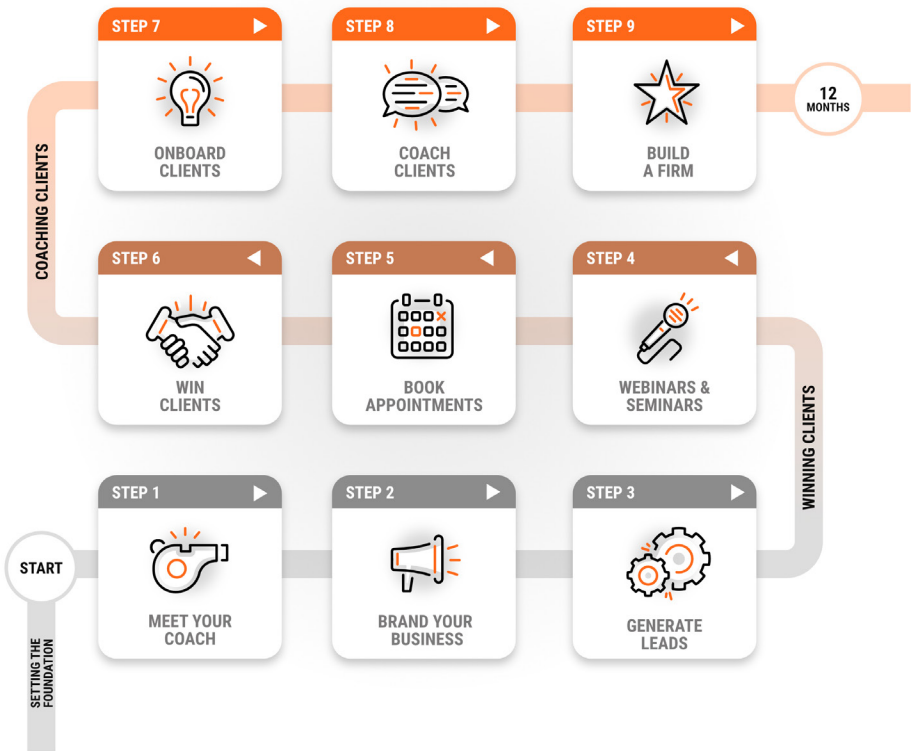 STEP 7
ONBOARD
CLIENTS
STEP 8
COACH
CLIENTS
STEP 9
BUILD
A FIRM
12
MONTHS
COACHING CLIENTS
STEP 6
WIN
CLIENTS
STEP 5
BOOK
APPOINTMENTS
STEP 4
WEBINARS &
SEMINARS
WINNING CLIENTS
START
STEP 1
MEET YOUR
COACH
STEP 2
BRAND YOUR
BUSINESS
STEP 3
GENERATE
LEADS
SETTING THE
FOUNDATION